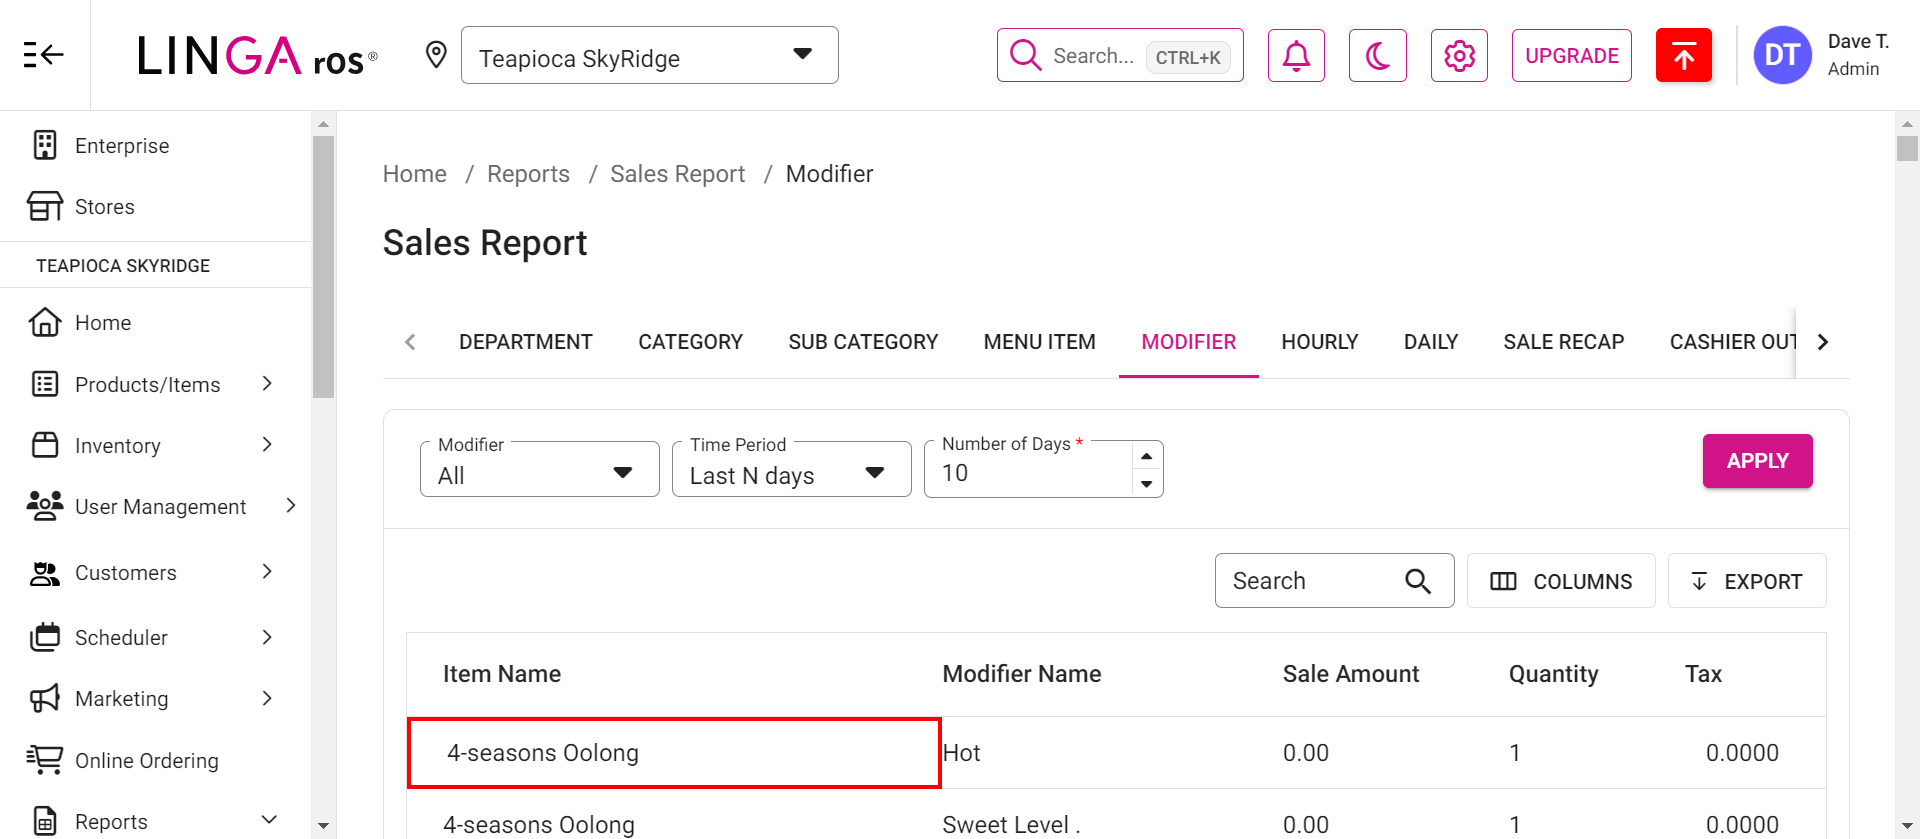 LINGA ros®
Teapioca SkyRidge
Search... CTRL+K
UPGRADE
DT
Dave T.
Admin
Enterprise
Stores
TEAPIOCA SKYRIDGE
Home
Products/Items
Inventory
User Management
Customers
Scheduler
Marketing
Online Ordering
Reports
Home / Reports / Sales Report / Modifier
Sales Report
DEPARTMENT CATEGORY SUB CATEGORY MENU ITEM MODIFIER HOURLY DAILY SALE RECAP CASHIER OUT
Modifier
All
Time Period
Last N days
Number of Days *
10
APPLY
Search
COLUMNS
EXPORT
Item Name Modifier Name Sale Amount Quantity Tax
4-seasons Oolong Hot 0.00 1 0.0000
4-seasons Oolong Sweet Level . 0.00 1 0.0000